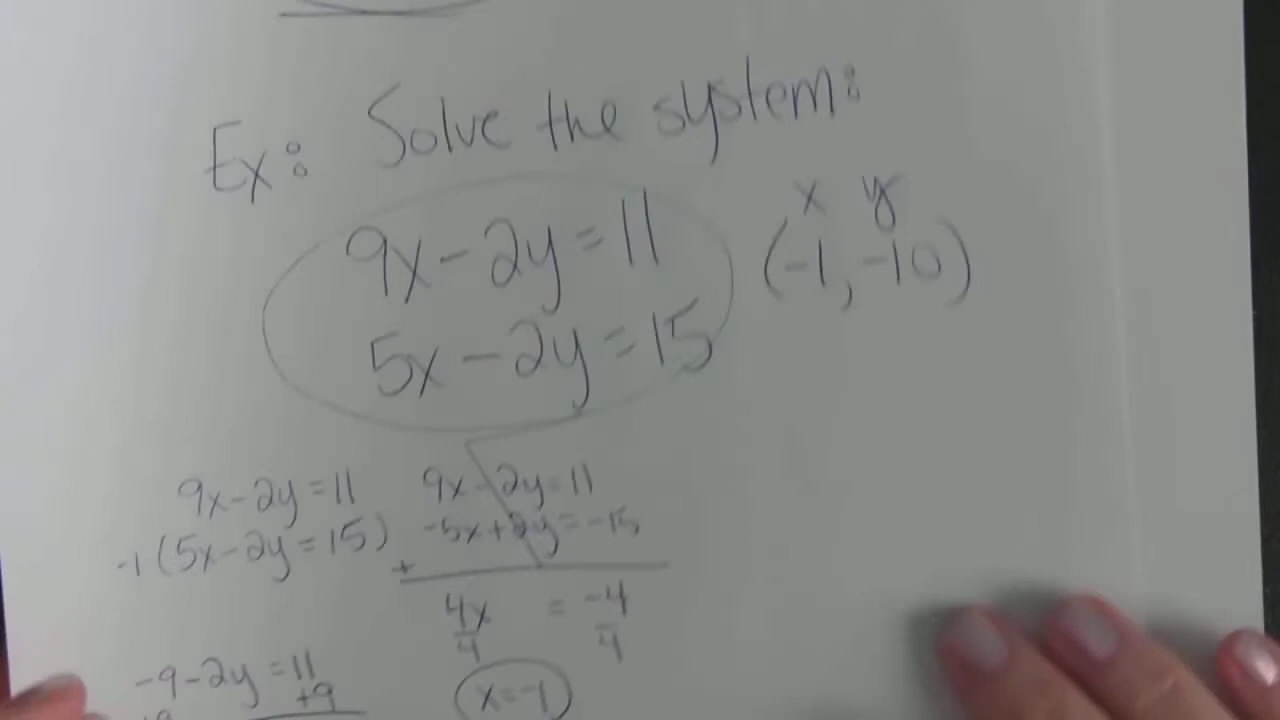 Ex: Solve the system:
x y
9x-2y=11 (-1,-10)
5x-2y=15
9x-2y=11
-1(5x-2y=15)
9x-2y=11
-5x+2y=-15
+
4x = -4
4 4
x=-1
-9-2y=11
+9
+9